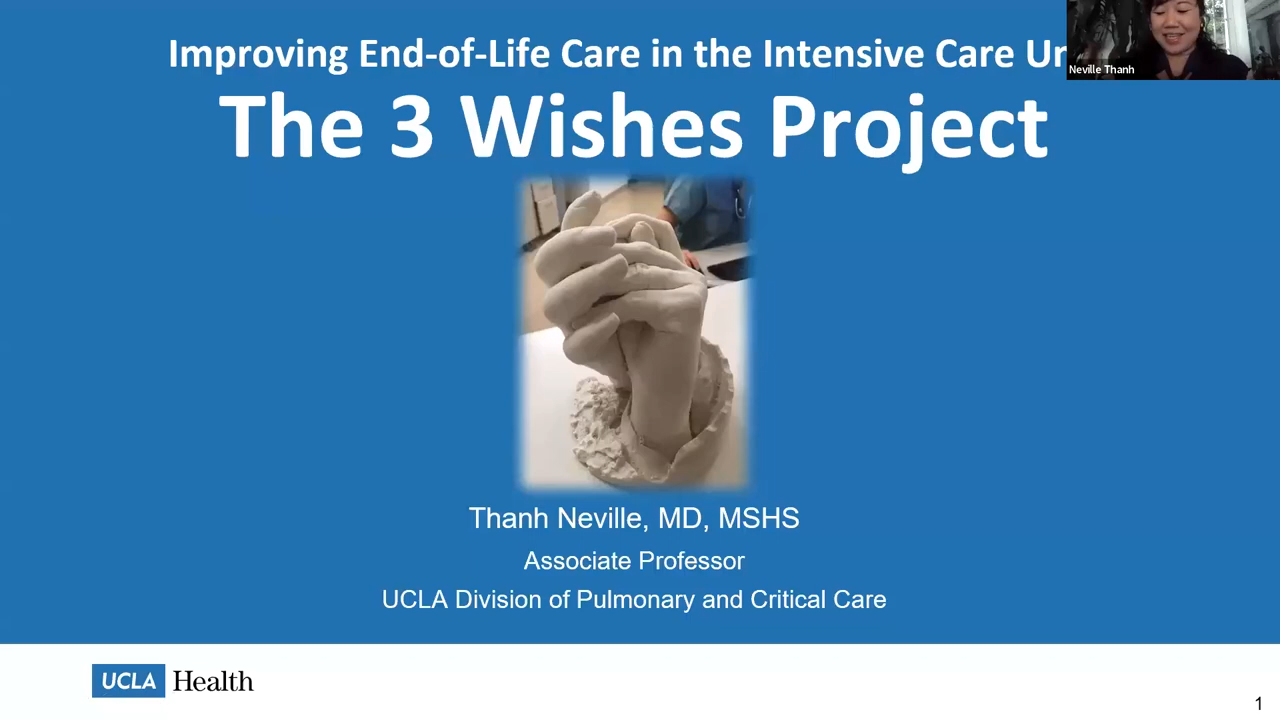 Improving End-of-Life Care in the Intensive Care Un
Neville Thanh
The 3 Wishes Project
Thanh Neville, MD, MSHS
Associate Professor
UCLA Division of Pulmonary and Critical Care
UCLA Health
1